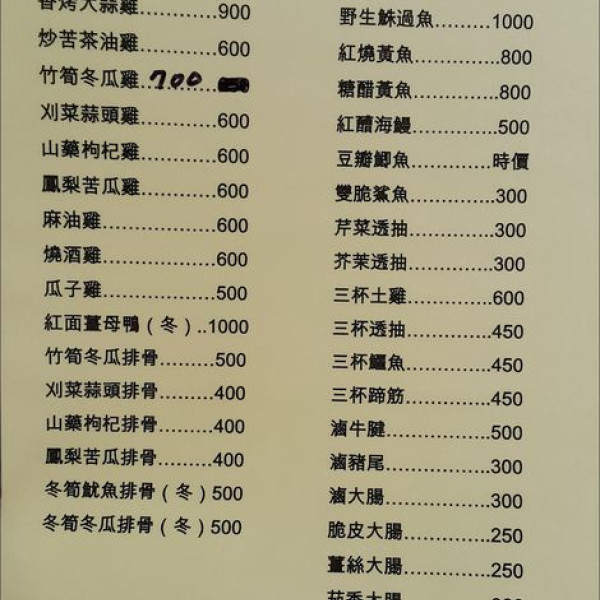 香烤大蒜雞..............900
炒苦茶油雞..............600
竹筍冬瓜雞 700
刈菜蒜頭雞..............600
山藥枸杞雞..............600
鳳梨苦瓜雞..............600
麻油雞.....................600
燒酒雞.....................600
瓜子雞.....................500
紅面薑母鴨（冬）..1000
竹筍冬瓜排骨..........500
刈菜蒜頭排骨..........400
山藥枸杞排骨..........400
鳳梨苦瓜排骨..........400
冬筍魷魚排骨（冬）500
冬筍冬瓜排骨（冬）500
野生鮢過魚..........1000
紅燒黃魚...............800
糖醋黃魚...............800
紅醩海鰻...............500
豆瓣鯽魚...............時價
雙脆鯊魚...............300
芹菜透抽...............300
芥茉透抽...............300
三杯土雞...............600
三杯透抽...............450
三杯鱷魚...............450
三杯蹄筋...............450
滷牛腱..................500
滷豬尾..................300
滷大腸..................300
脆皮大腸...............250
薑絲大腸...............250